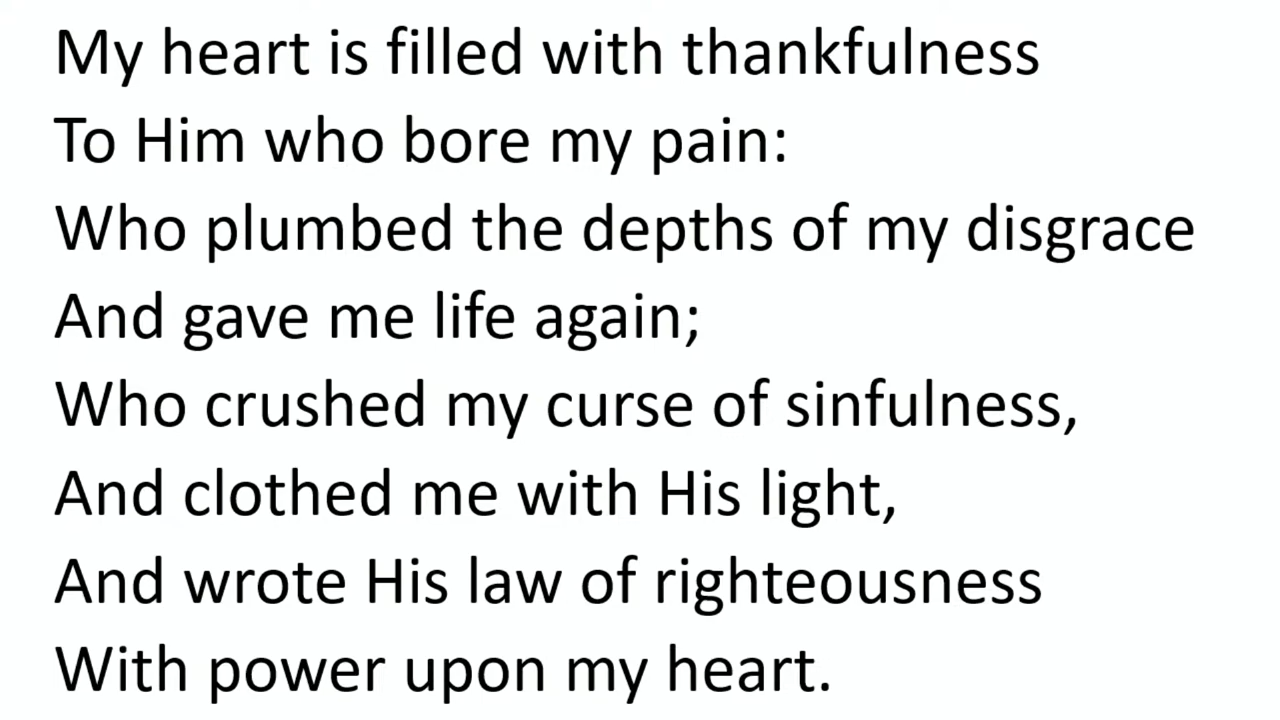 My heart is filled with thankfulness
To Him who bore my pain:
Who plumbed the depths of my disgrace
And gave me life again;
Who crushed my curse of sinfulness,
And clothed me with His light,
And wrote His law of righteousness
With power upon my heart.